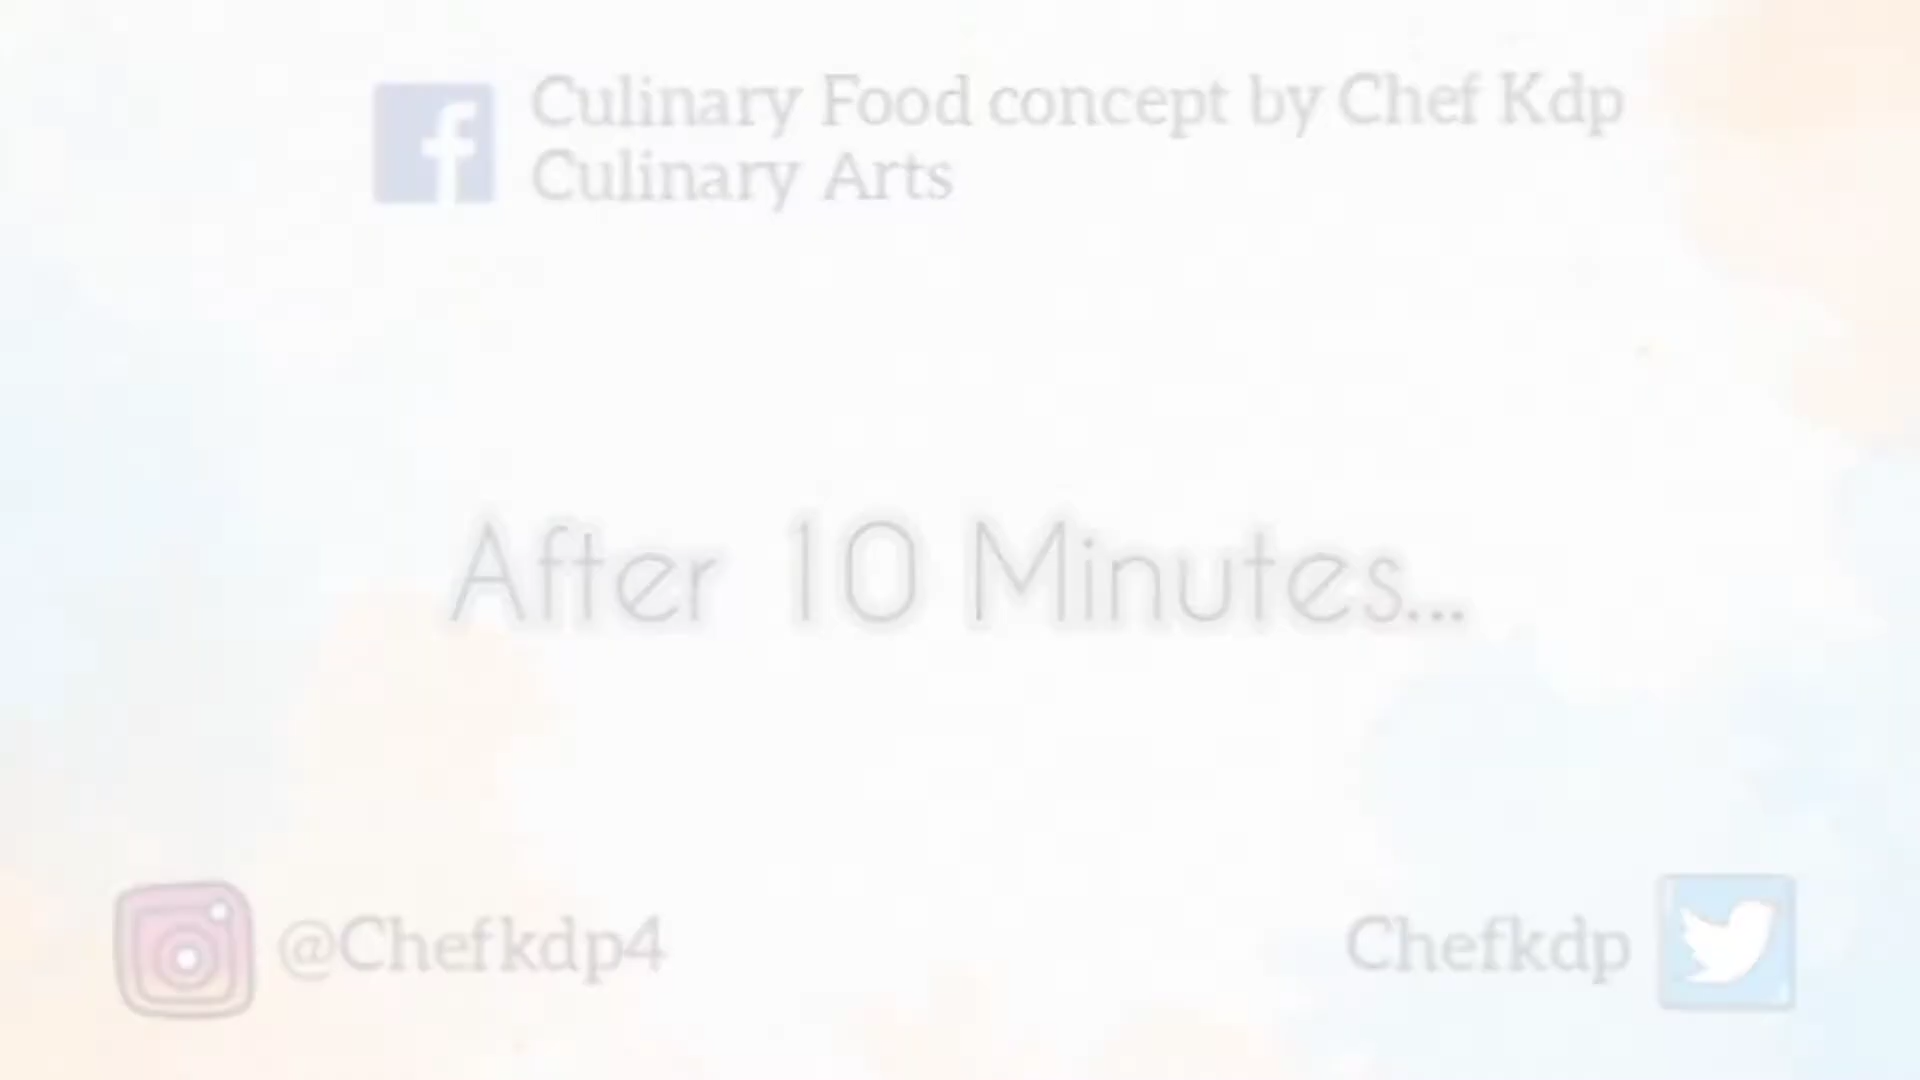 Culinary Food concept by Chef Kdp
Culinary Arts
After 10 Minutes...
@Chefkdp4
Chefkdp